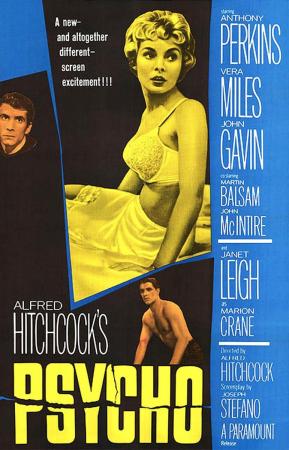 A new—
and altogether
different—
screen
excitement!!!
starring
ANTHONY
PERKINS
VERA
MILES
JOHN
GAVIN
co-starring
MARTIN
BALSAM
JOHN
McINTIRE
and
JANET
LEIGH
as
MARION
CRANE
Directed by
ALFRED
HITCHCOCK
Screenplay by
JOSEPH
STEFANO
A PARAMOUNT
Release
ALFRED
HITCHCOCK'S
PSYCHO